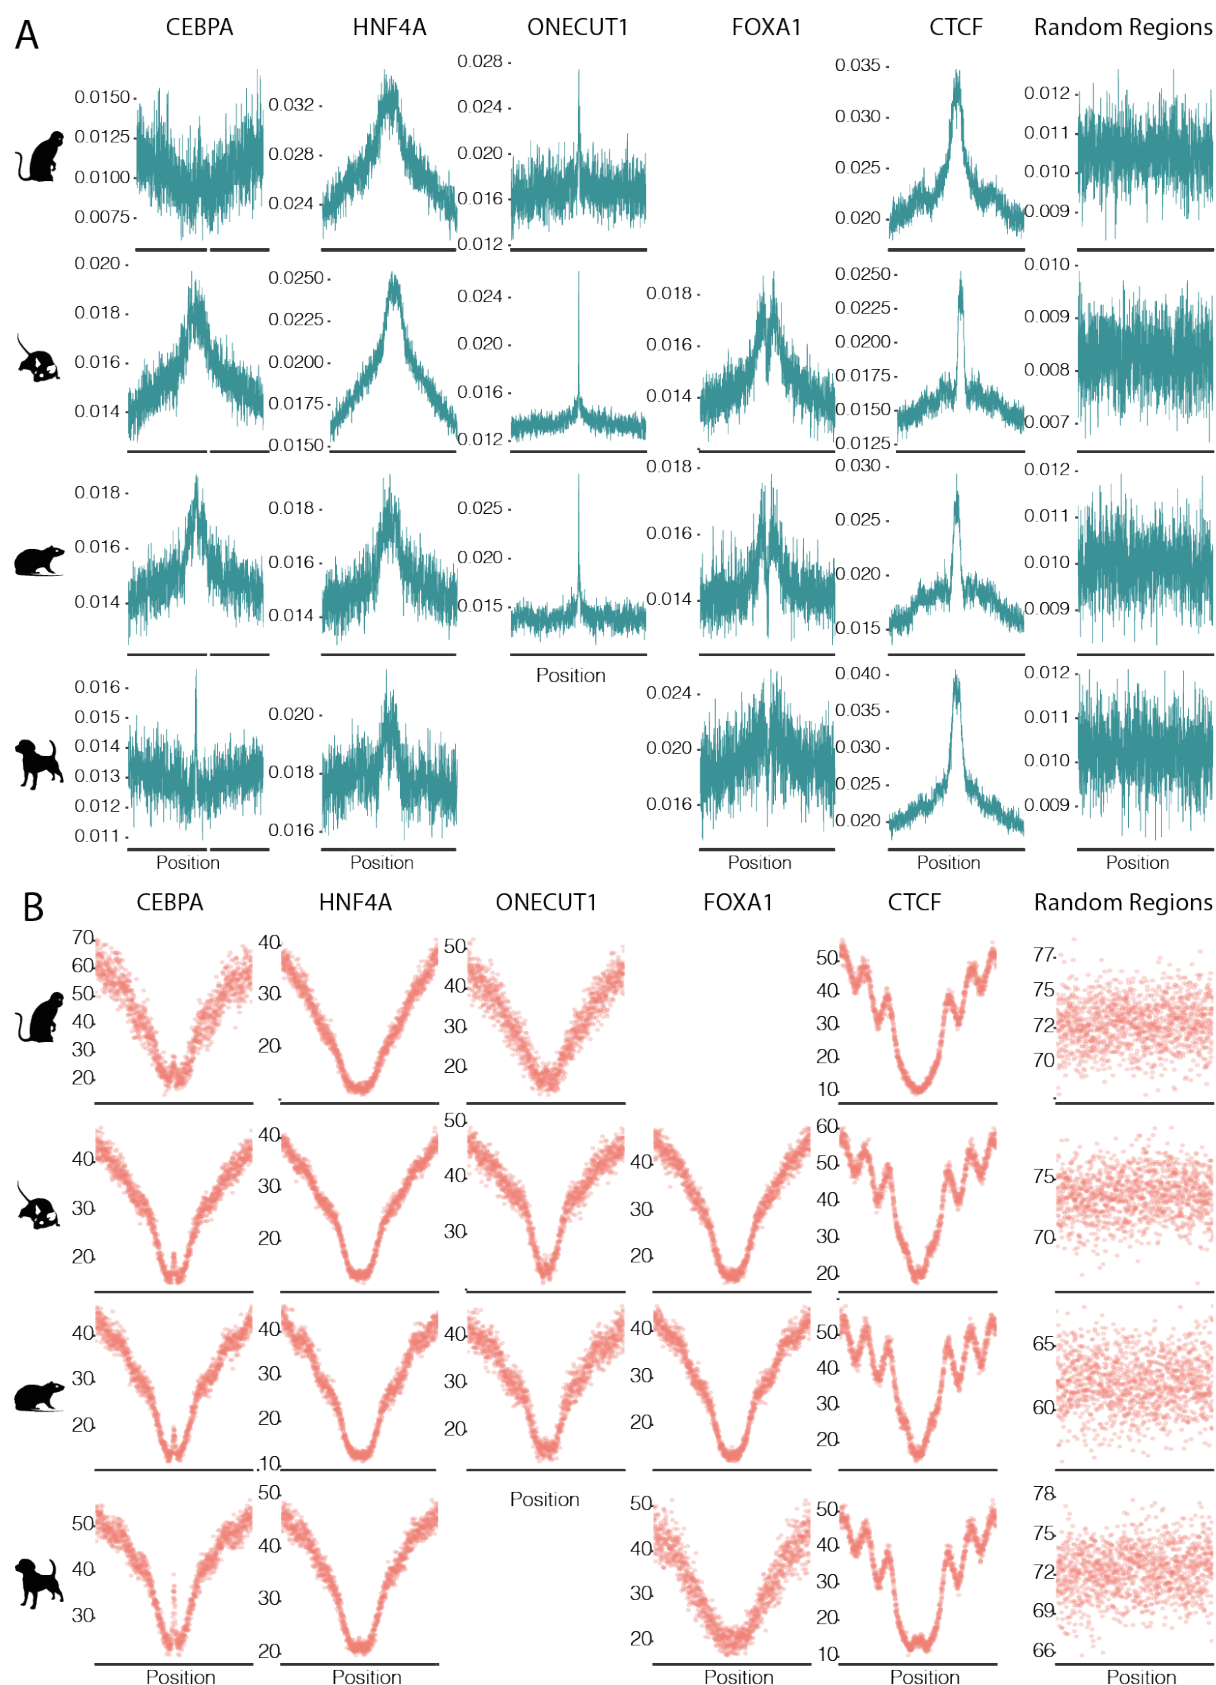 A CEBPA HNF4A ONECUT1 FOXA1 CTCF Random Regions
0.0150 0.0125 0.0100 0.0075
0.032 0.028 0.024
0.028 0.024 0.020 0.016 0.012
0.035 0.030 0.025 0.020
0.012 0.011 0.010 0.009
0.020 0.018 0.016 0.014
0.0250 0.0225 0.0200 0.0175 0.0150
0.024 0.020 0.016 0.012
0.018 0.016 0.014
0.0250 0.0225 0.0200 0.0175 0.0150 0.0125
0.010 0.009 0.008 0.007
0.018 0.016 0.014
0.018 0.016 0.014
0.025 0.020 0.015
Position
0.018 0.016 0.014
0.030 0.025 0.020 0.015
0.012 0.011 0.010 0.009
0.016 0.015 0.014 0.013 0.012 0.011
0.020 0.018 0.016
0.024 0.020 0.016
0.040 0.035 0.030 0.025 0.020
0.012 0.011 0.010 0.009
Position Position Position Position Position
B CEBPA HNF4A ONECUT1 FOXA1 CTCF Random Regions
70 60 50 40 30 20
40 30 20
50 40 30 20
50 40 30 20 10
77 75 72 70
40 30 20
40 30 20
50 40 30
40 30 20
60 50 40 30 20
75 70
40 30 20
40 30 20 10
40 30 20
Position
40 30 20
50 40 30 20
65 60
50 40 30
50 40 30 20
50 40 30 20
50 40 30 20 10
78 75 72 69 66
Position Position Position Position Position